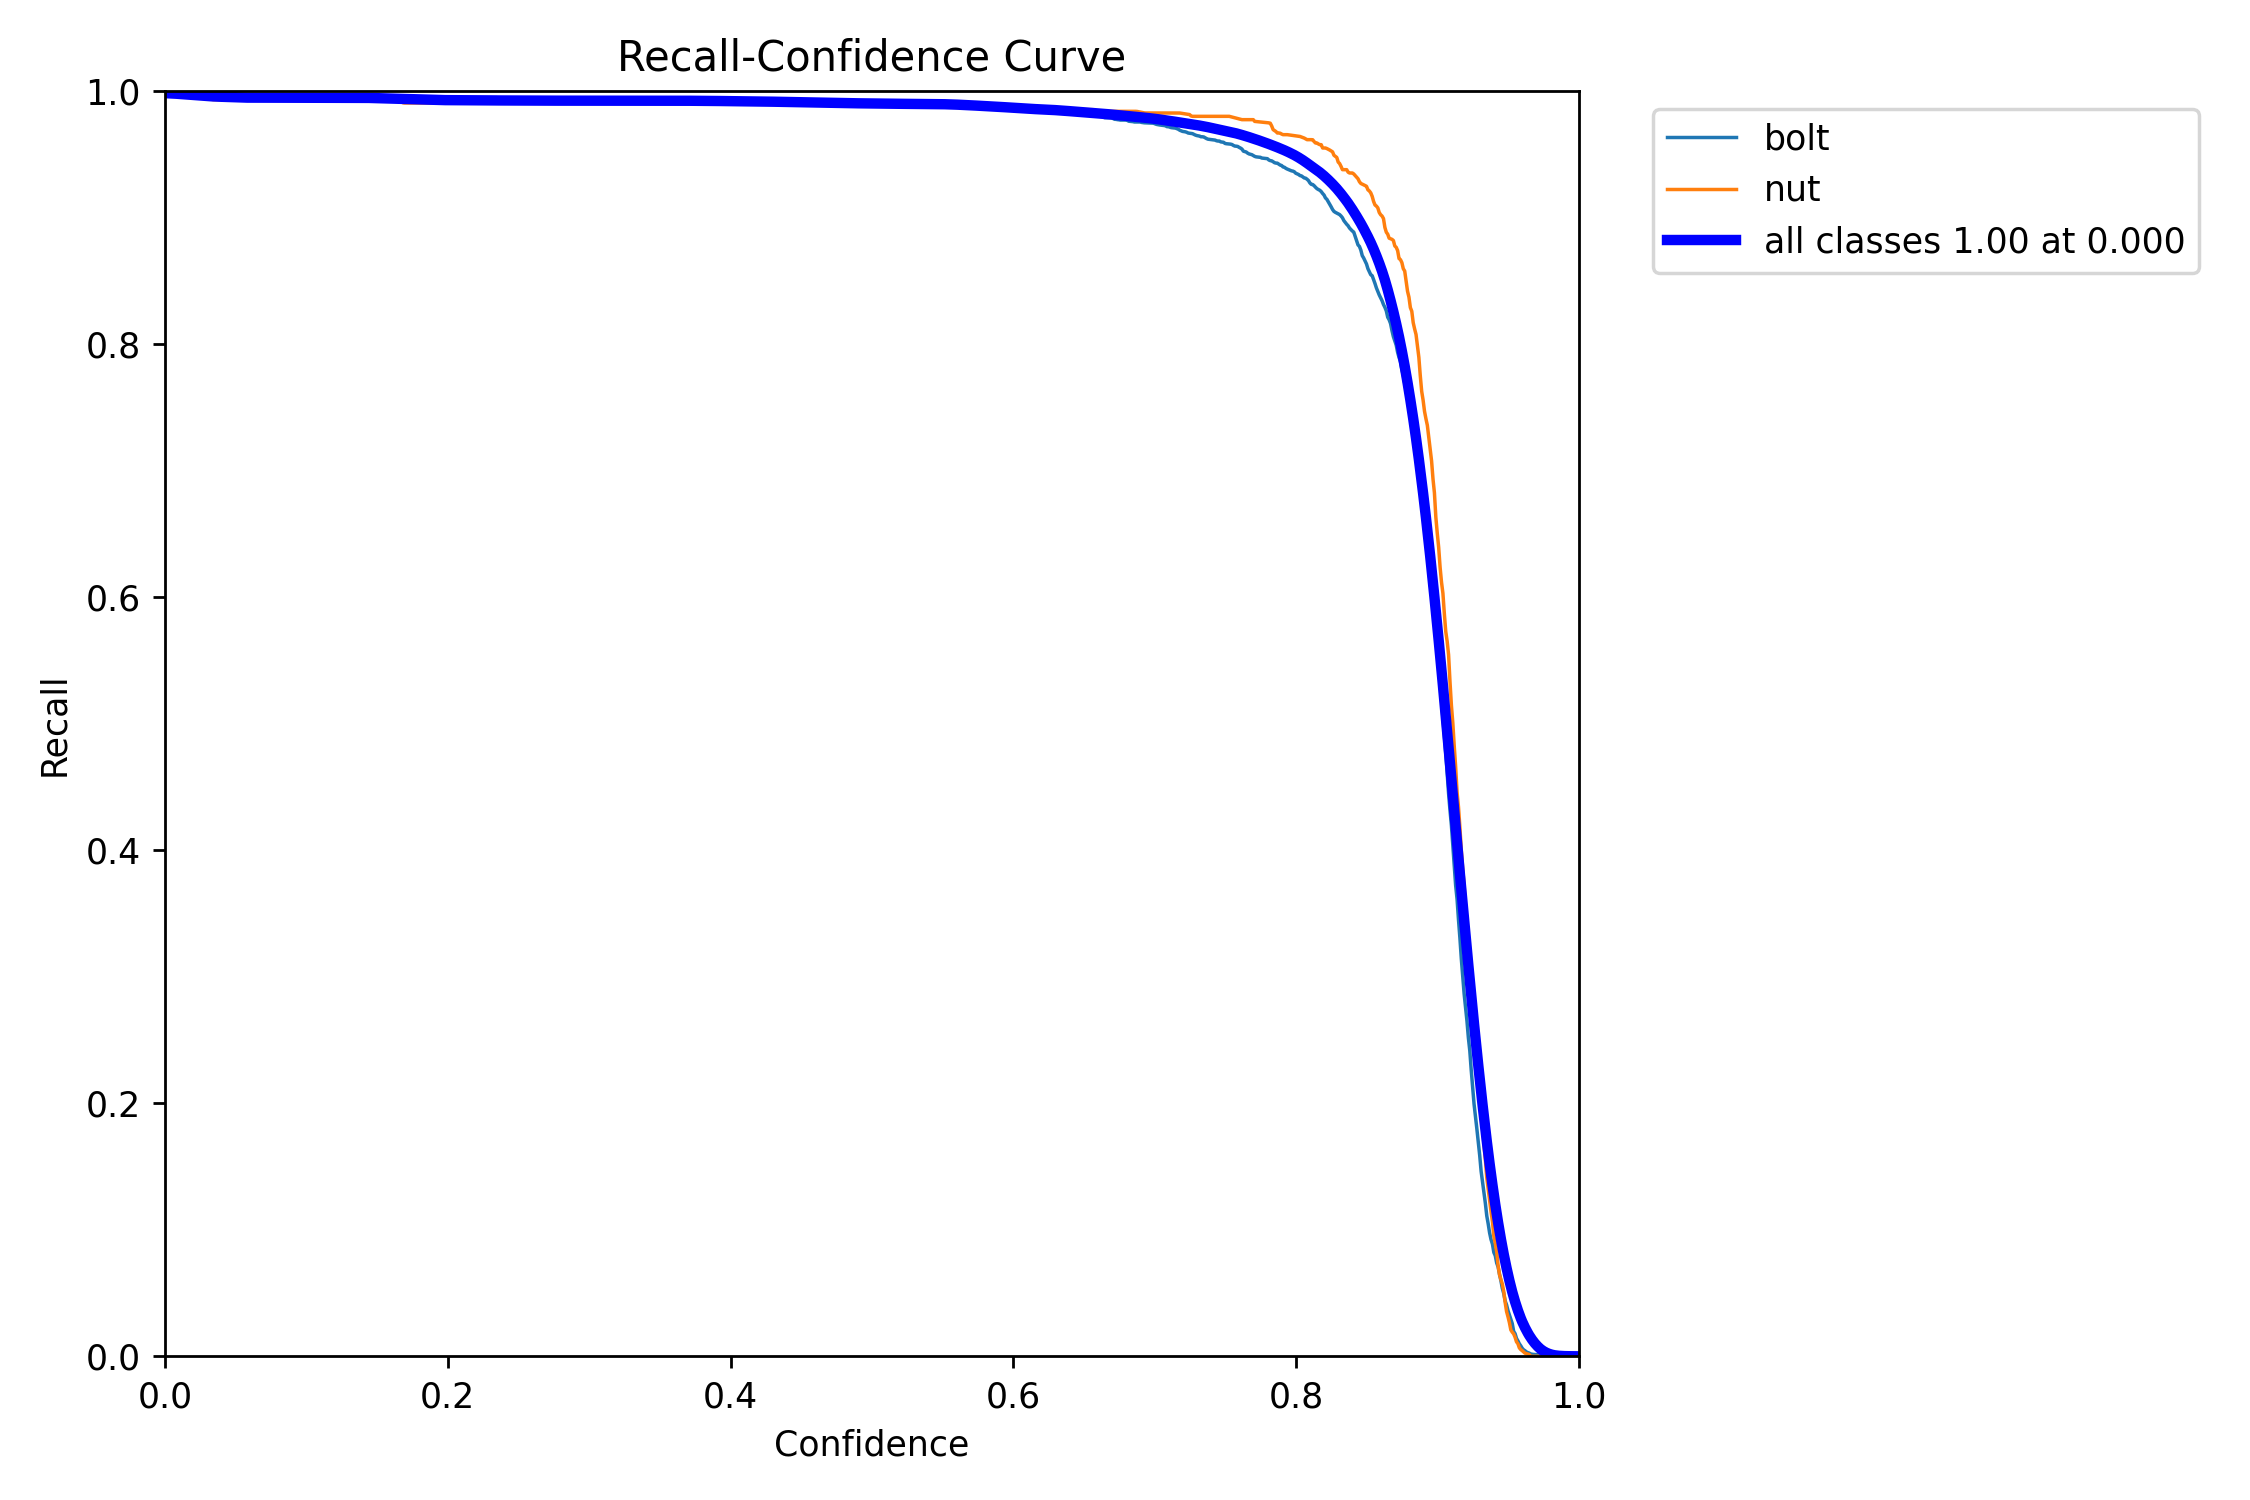 Recall-Confidence Curve
1.0
0.8
0.6
0.4
0.2
0.0
Recall
0.0 0.2 0.4 0.6 0.8 1.0
Confidence
bolt
nut
all classes 1.00 at 0.000